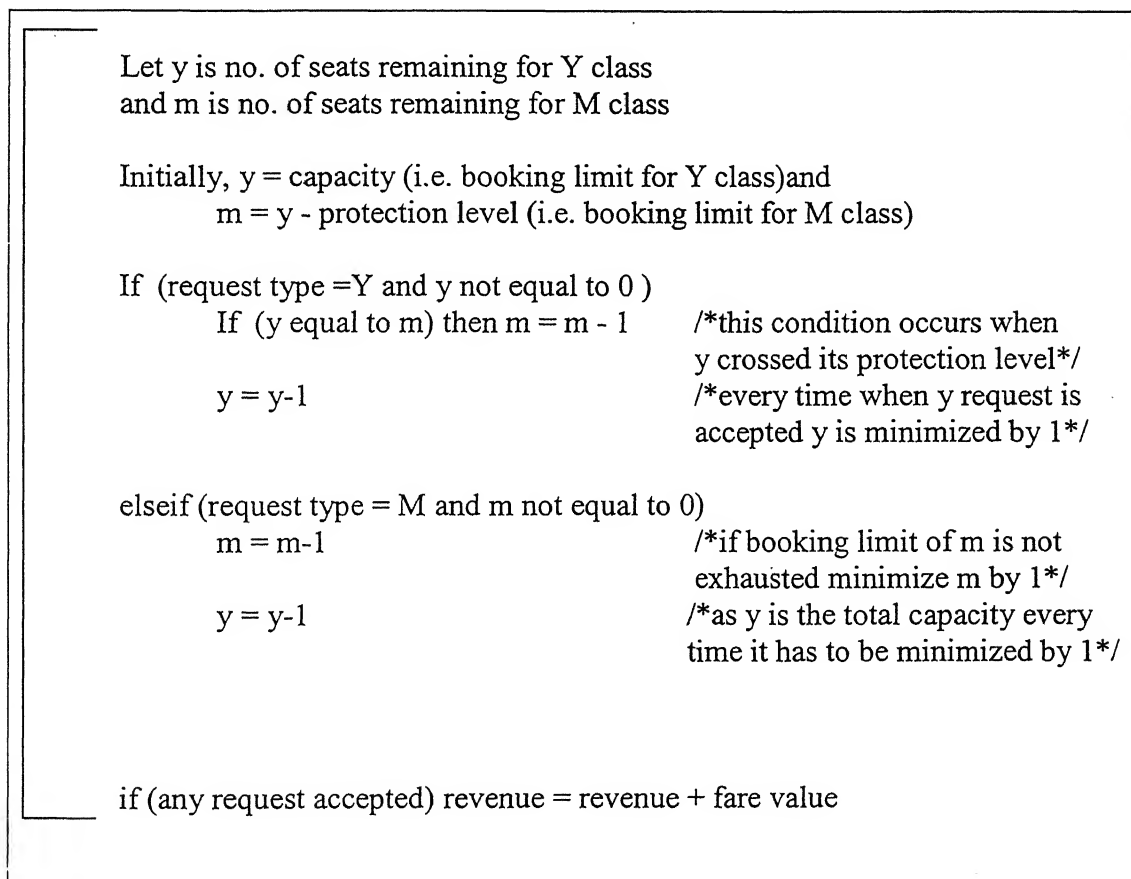 Let y is no. of seats remaining for Y class
and m is no. of seats remaining for M class
Initially, y = capacity (i.e. booking limit for Y class)and
m = y - protection level (i.e. booking limit for M class)
If (request type =Y and y not equal to 0 )
If (y equal to m) then m = m - 1 /*this condition occurs when
y crossed its protection level*/
y = y-1 /*every time when y request is
accepted y is minimized by 1*/
elseif (request type = M and m not equal to 0)
m = m-1 /*if booking limit of m is not
exhausted minimize m by 1*/
y = y-1 /*as y is the total capacity every
time it has to be minimized by 1*/
if (any request accepted) revenue = revenue + fare value